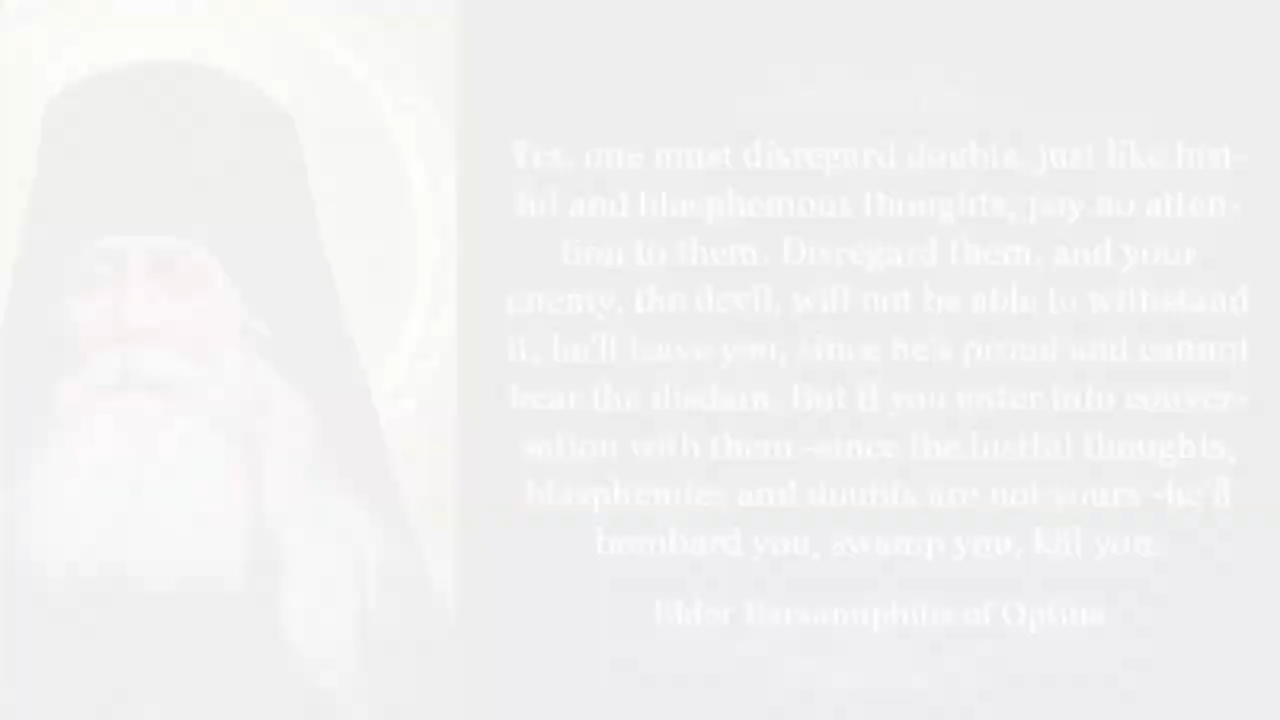 Yes, one must disregard doubts, just like lust-
ful and blasphemous thoughts, pay no atten-
tion to them. Disregard them, and your
enemy, the devil, will not be able to withstand
it, he'll leave you, since he's proud and cannot
bear the disdain. But if you enter into conver-
sation with them -since the lustful thoughts,
blasphemies and doubts are not yours -he'll
bombard you, swamp you, kill you.
Elder Barsanuphius of Optina